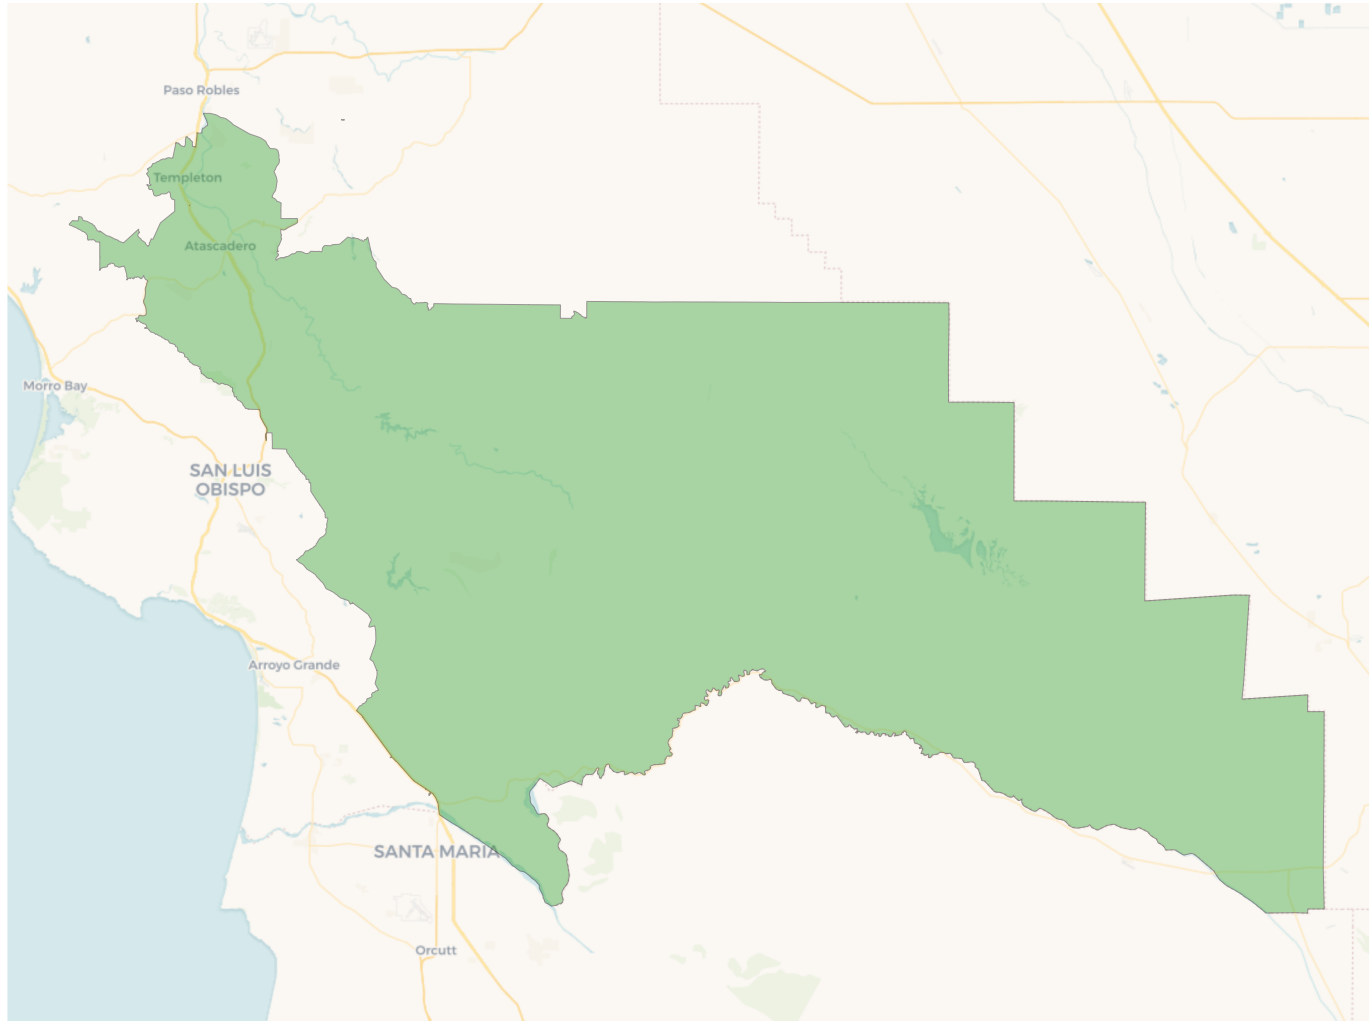 Paso Robles
Templeton
Atascadero
Morro Bay
SAN LUIS
OBISPO
Arroyo Grande
SANTA MARIA
Orcutt